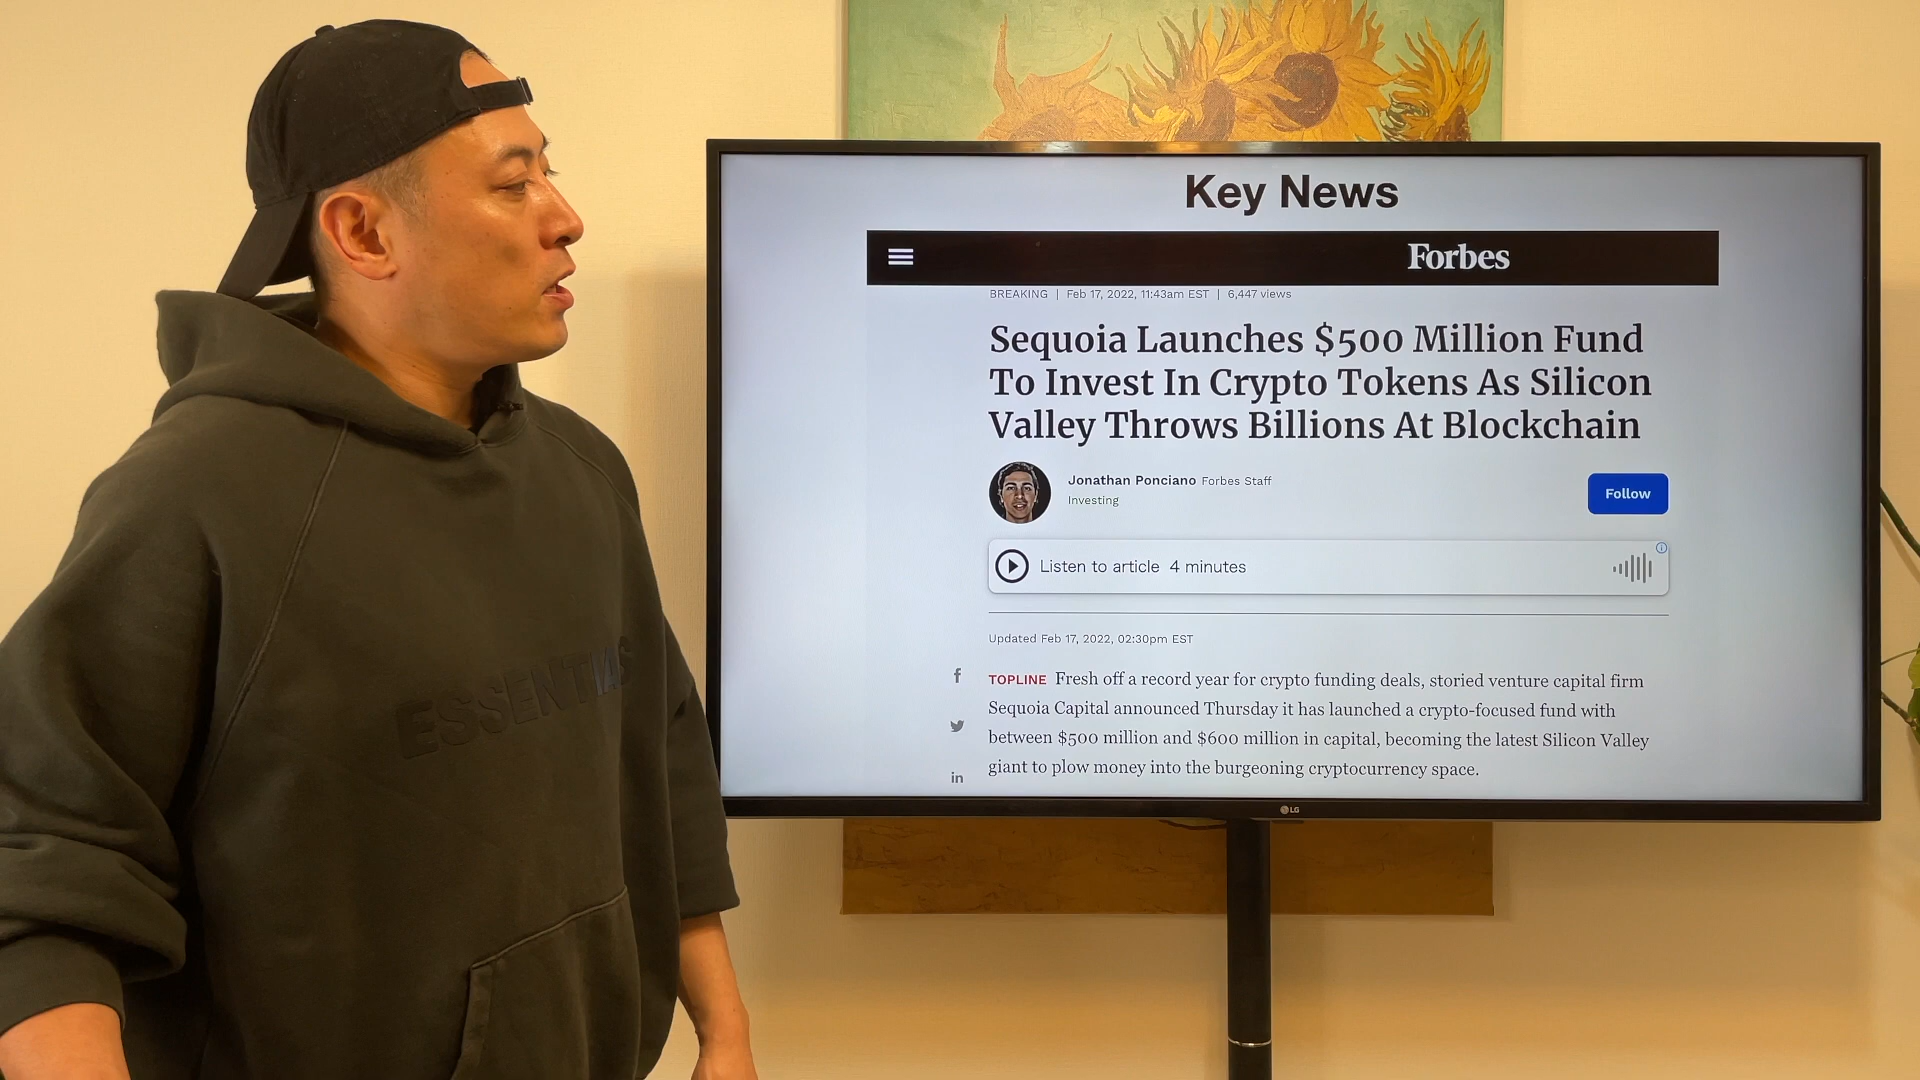 Key News
Forbes
BREAKING | Feb 17, 2022, 11:43am EST | 6,447 views
Sequoia Launches $500 Million Fund
To Invest In Crypto Tokens As Silicon
Valley Throws Billions At Blockchain
Jonathan Ponciano Forbes Staff
Investing
Follow
Listen to article 4 minutes
Updated Feb 17, 2022, 02:30pm EST
TOPLINE Fresh off a record year for crypto funding deals, storied venture capital firm
Sequoia Capital announced Thursday it has launched a crypto-focused fund with
between $500 million and $600 million in capital, becoming the latest Silicon Valley
giant to plow money into the burgeoning cryptocurrency space.
f
in
LG
ESSENTIALS